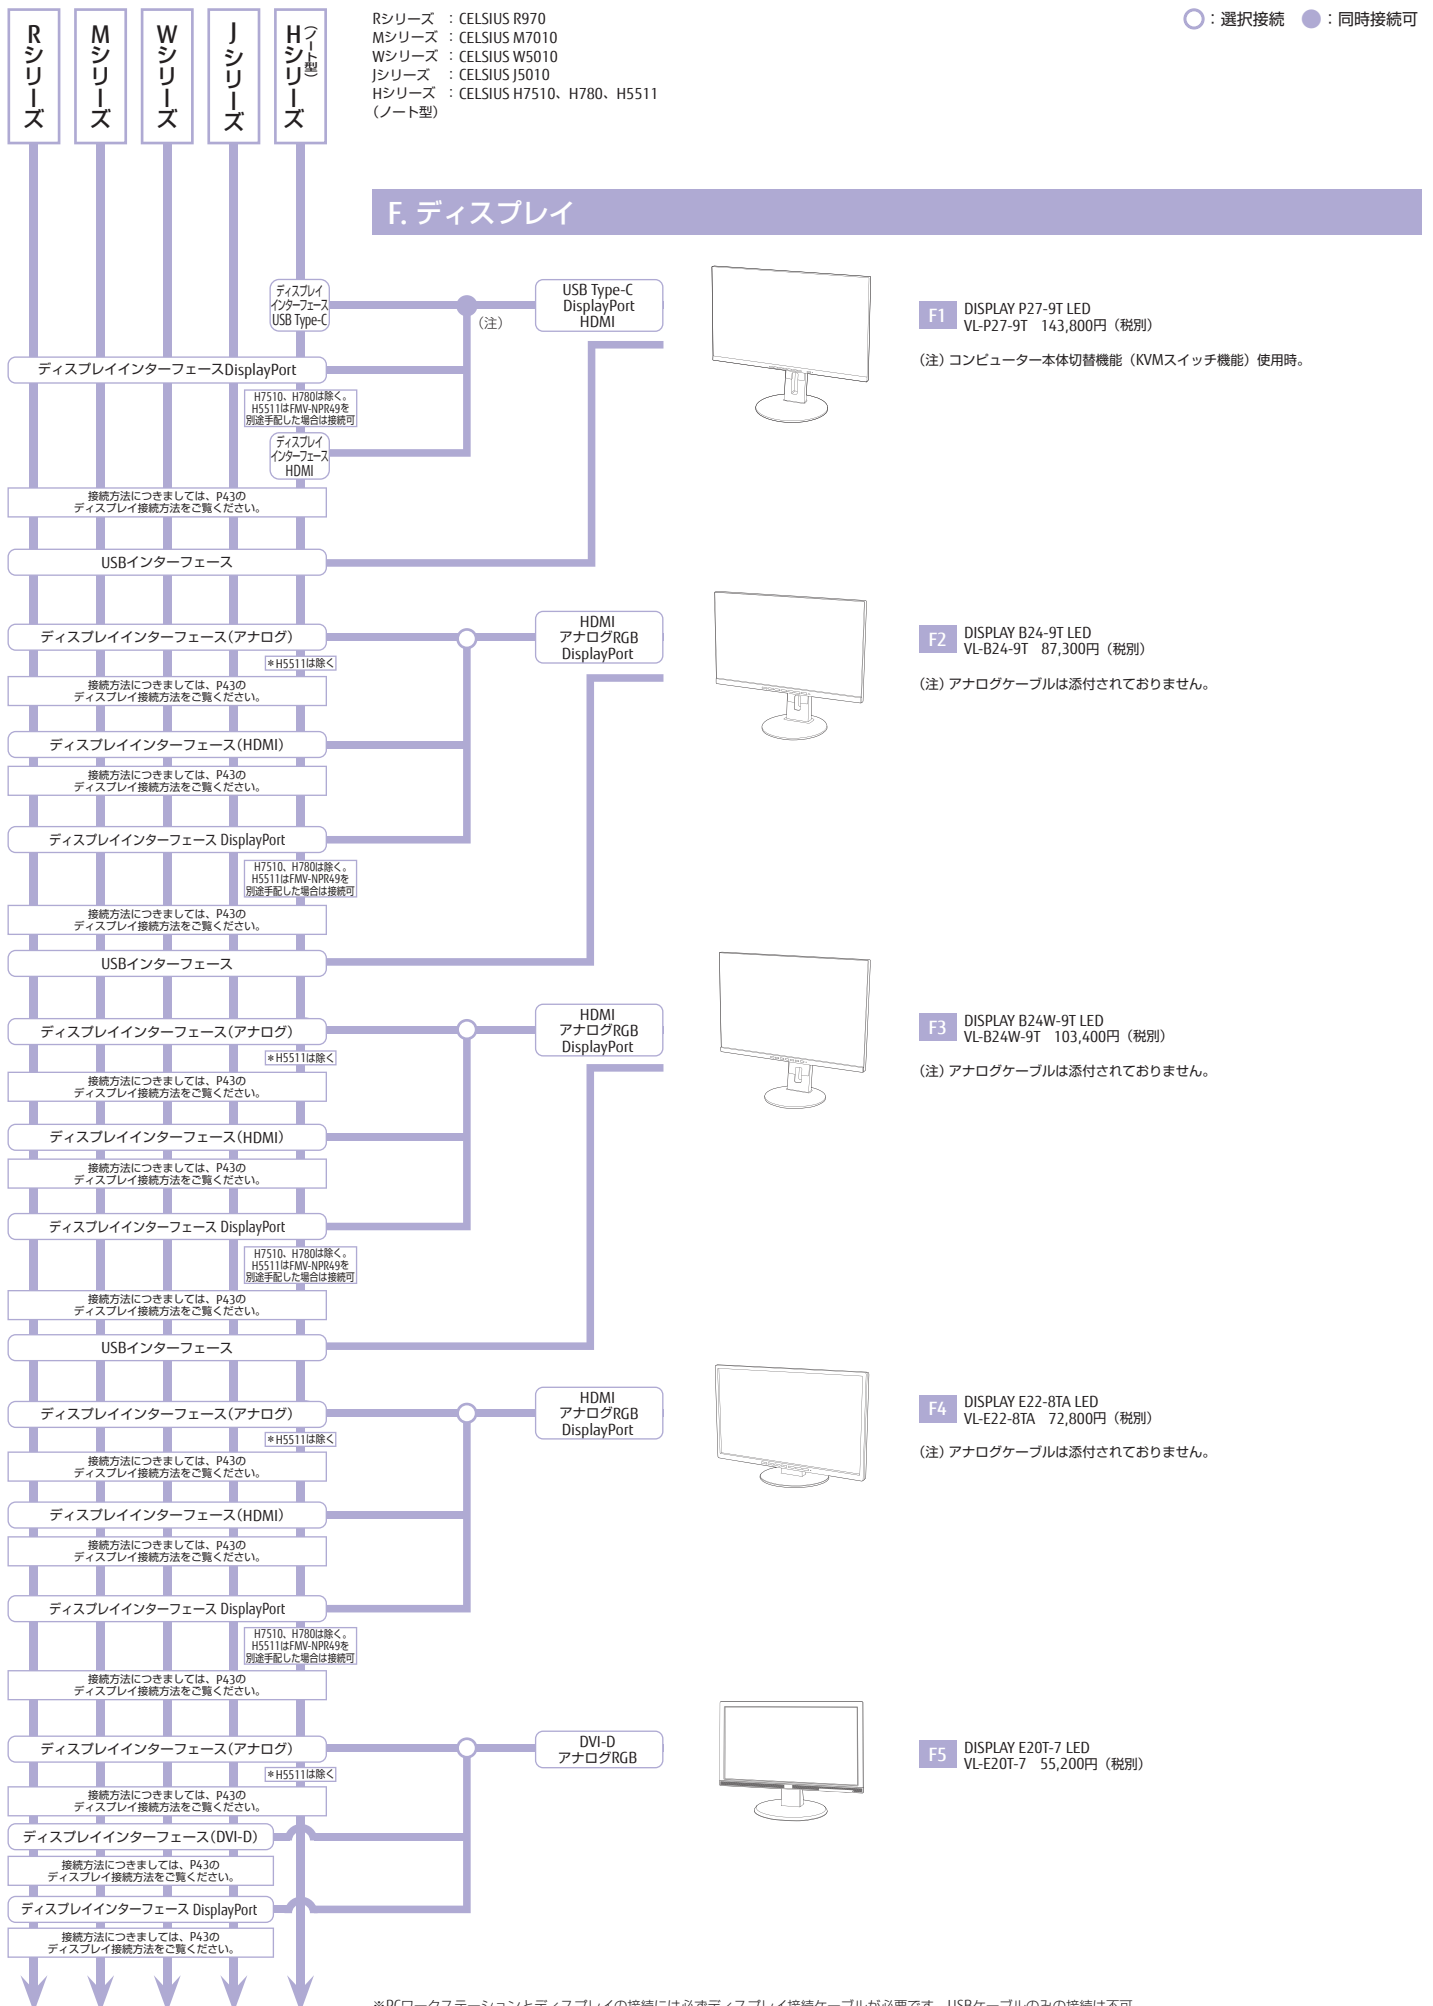 Rシリーズ
Mシリーズ
Wシリーズ
Jシリーズ
Hシリーズ
(ノート型)
Rシリーズ ：CELSIUS R970
Mシリーズ ：CELSIUS M7010
Wシリーズ ：CELSIUS W5010
Jシリーズ ：CELSIUS J5010
Hシリーズ ：CELSIUS H7510、H780、H5511
(ノート型)
：選択接続 ：同時接続可
F. ディスプレイ
ディスプレイ
インターフェース
USB Type-C
(注)
USB Type-C
DisplayPort
HDMI
F1 DISPLAY P27-9T LED
VL-P27-9T 143,800円（税別）
(注) コンピューター本体切替機能（KVMスイッチ機能）使用時。
ディスプレイインターフェースDisplayPort
H7510、H780は除く。
H5511はFMV-NPR49を
別途手配した場合は接続可
ディスプレイ
インターフェース
HDMI
接続方法につきましては、P43の
ディスプレイ接続方法をご覧ください。
USBインターフェース
ディスプレイインターフェース(アナログ)
＊H5511は除く
HDMI
アナログRGB
DisplayPort
F2 DISPLAY B24-9T LED
VL-B24-9T 87,300円（税別）
(注) アナログケーブルは添付されておりません。
接続方法につきましては、P43の
ディスプレイ接続方法をご覧ください。
ディスプレイインターフェース(HDMI)
接続方法につきましては、P43の
ディスプレイ接続方法をご覧ください。
ディスプレイインターフェース DisplayPort
H7510、H780は除く。
H5511はFMV-NPR49を
別途手配した場合は接続可
接続方法につきましては、P43の
ディスプレイ接続方法をご覧ください。
USBインターフェース
ディスプレイインターフェース(アナログ)
＊H5511は除く
HDMI
アナログRGB
DisplayPort
F3 DISPLAY B24W-9T LED
VL-B24W-9T 103,400円（税別）
(注) アナログケーブルは添付されておりません。
接続方法につきましては、P43の
ディスプレイ接続方法をご覧ください。
ディスプレイインターフェース(HDMI)
接続方法につきましては、P43の
ディスプレイ接続方法をご覧ください。
ディスプレイインターフェース DisplayPort
H7510、H780は除く。
H5511はFMV-NPR49を
別途手配した場合は接続可
接続方法につきましては、P43の
ディスプレイ接続方法をご覧ください。
USBインターフェース
ディスプレイインターフェース(アナログ)
＊H5511は除く
HDMI
アナログRGB
DisplayPort
F4 DISPLAY E22-8TA LED
VL-E22-8TA 72,800円（税別）
(注) アナログケーブルは添付されておりません。
接続方法につきましては、P43の
ディスプレイ接続方法をご覧ください。
ディスプレイインターフェース(HDMI)
接続方法につきましては、P43の
ディスプレイ接続方法をご覧ください。
ディスプレイインターフェース DisplayPort
H7510、H780は除く。
H5511はFMV-NPR49を
別途手配した場合は接続可
接続方法につきましては、P43の
ディスプレイ接続方法をご覧ください。
ディスプレイインターフェース(アナログ)
＊H5511は除く
DVI-D
アナログRGB
F5 DISPLAY E20T-7 LED
VL-E20T-7 55,200円（税別）
接続方法につきましては、P43の
ディスプレイ接続方法をご覧ください。
ディスプレイインターフェース(DVI-D)
接続方法につきましては、P43の
ディスプレイ接続方法をご覧ください。
ディスプレイインターフェース DisplayPort
接続方法につきましては、P43の
ディスプレイ接続方法をご覧ください。
※PCワークステーションとディスプレイの接続には必ずディスプレイ接続ケーブルが必要です。USBケーブルのみの接続は不可